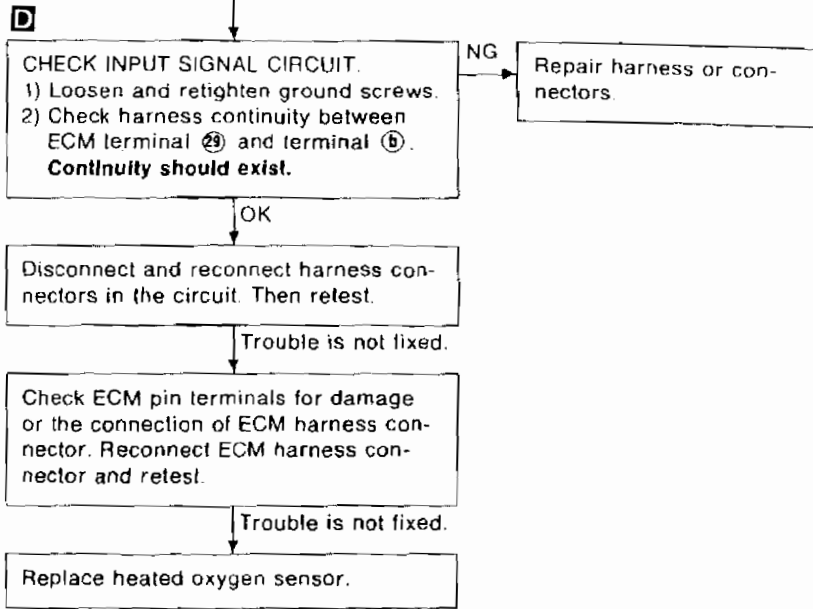 D
CHECK INPUT SIGNAL CIRCUIT.
1) Loosen and retighten ground screws.
2) Check harness continuity between
ECM terminal ㉙ and terminal ⓑ.
Continuity should exist.
NG
Repair harness or con-
nectors.
OK
Disconnect and reconnect harness con-
nectors in the circuit. Then retest.
Trouble is not fixed.
Check ECM pin terminals for damage
or the connection of ECM harness con-
nector. Reconnect ECM harness con-
nector and retest.
Trouble is not fixed.
Replace heated oxygen sensor.